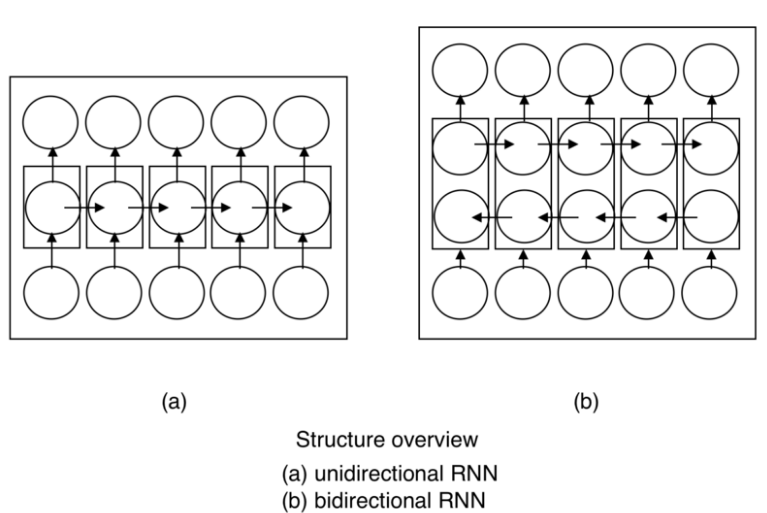 (a)
(b)
Structure overview
(a) unidirectional RNN
(b) bidirectional RNN